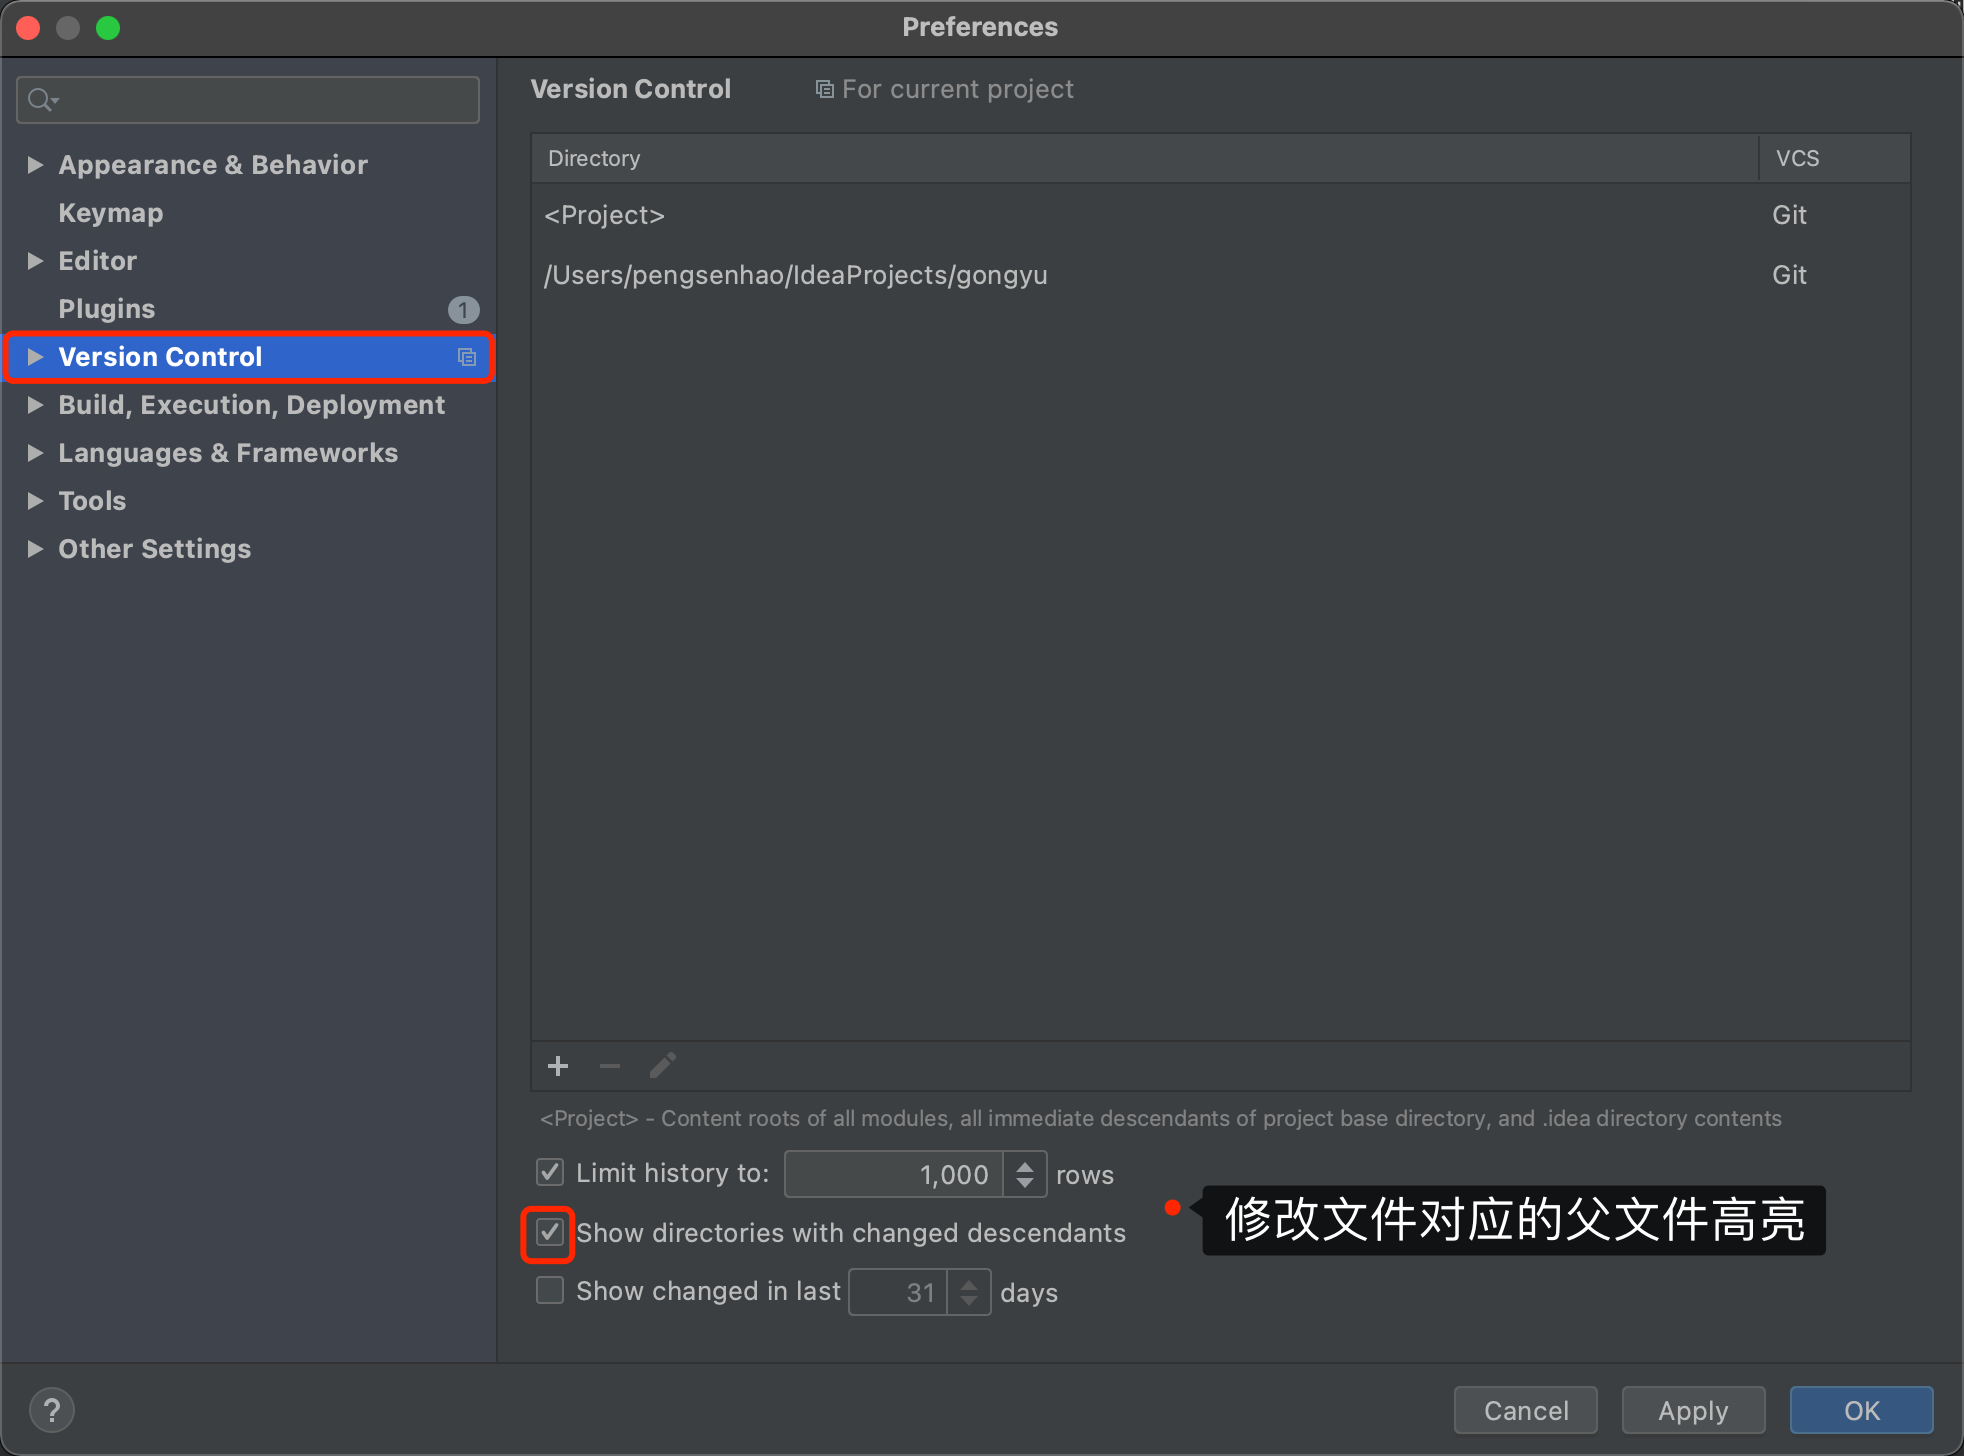 Preferences
Appearance & Behavior
Keymap
Editor
Plugins 1
Version Control
Build, Execution, Deployment
Languages & Frameworks
Tools
Other Settings
Version Control For current project
Directory VCS
<Project> Git
/Users/pengsenhao/IdeaProjects/gongyu Git
<Project> - Content roots of all modules, all immediate descendants of project base directory, and .idea directory contents
Limit history to: 1,000 rows
Show directories with changed descendants
修改文件对应的父文件高亮
Show changed in last 31 days
? Cancel Apply OK